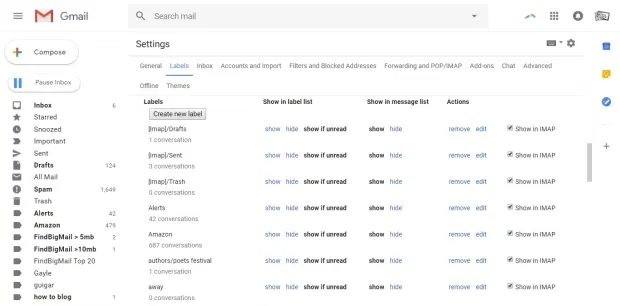 Gmail
Search mail
Compose
Pause Inbox
Inbox 6
Starred
Snoozed
Important
Sent
Drafts 124
All Mail
Spam 1,649
Trash
Alerts 42
Amazon 479
FindBigMail > 5mb 2
FindBigMail >10mb 1
FindBigMail Top 20
Gayle
guigar
how to blog 1
Settings
General Labels Inbox Accounts and Import Filters and Blocked Addresses Forwarding and POP/IMAP Add-ons Chat Advanced
Offline Themes
Labels Show in label list Show in message list Actions
Create new label
[Imap]/Drafts show hide show if unread show hide remove edit Show in IMAP
1 conversation
[Imap]/Sent show hide show if unread show hide remove edit Show in IMAP
3 conversations
[Imap]/Trash show hide show if unread show hide remove edit Show in IMAP
0 conversations
Alerts show hide show if unread show hide remove edit Show in IMAP
42 conversations
Amazon show hide show if unread show hide remove edit Show in IMAP
687 conversations
authors/poets festival show hide show if unread show hide remove edit Show in IMAP
1 conversation
away show hide show if unread show hide remove edit Show in IMAP
0 conversations